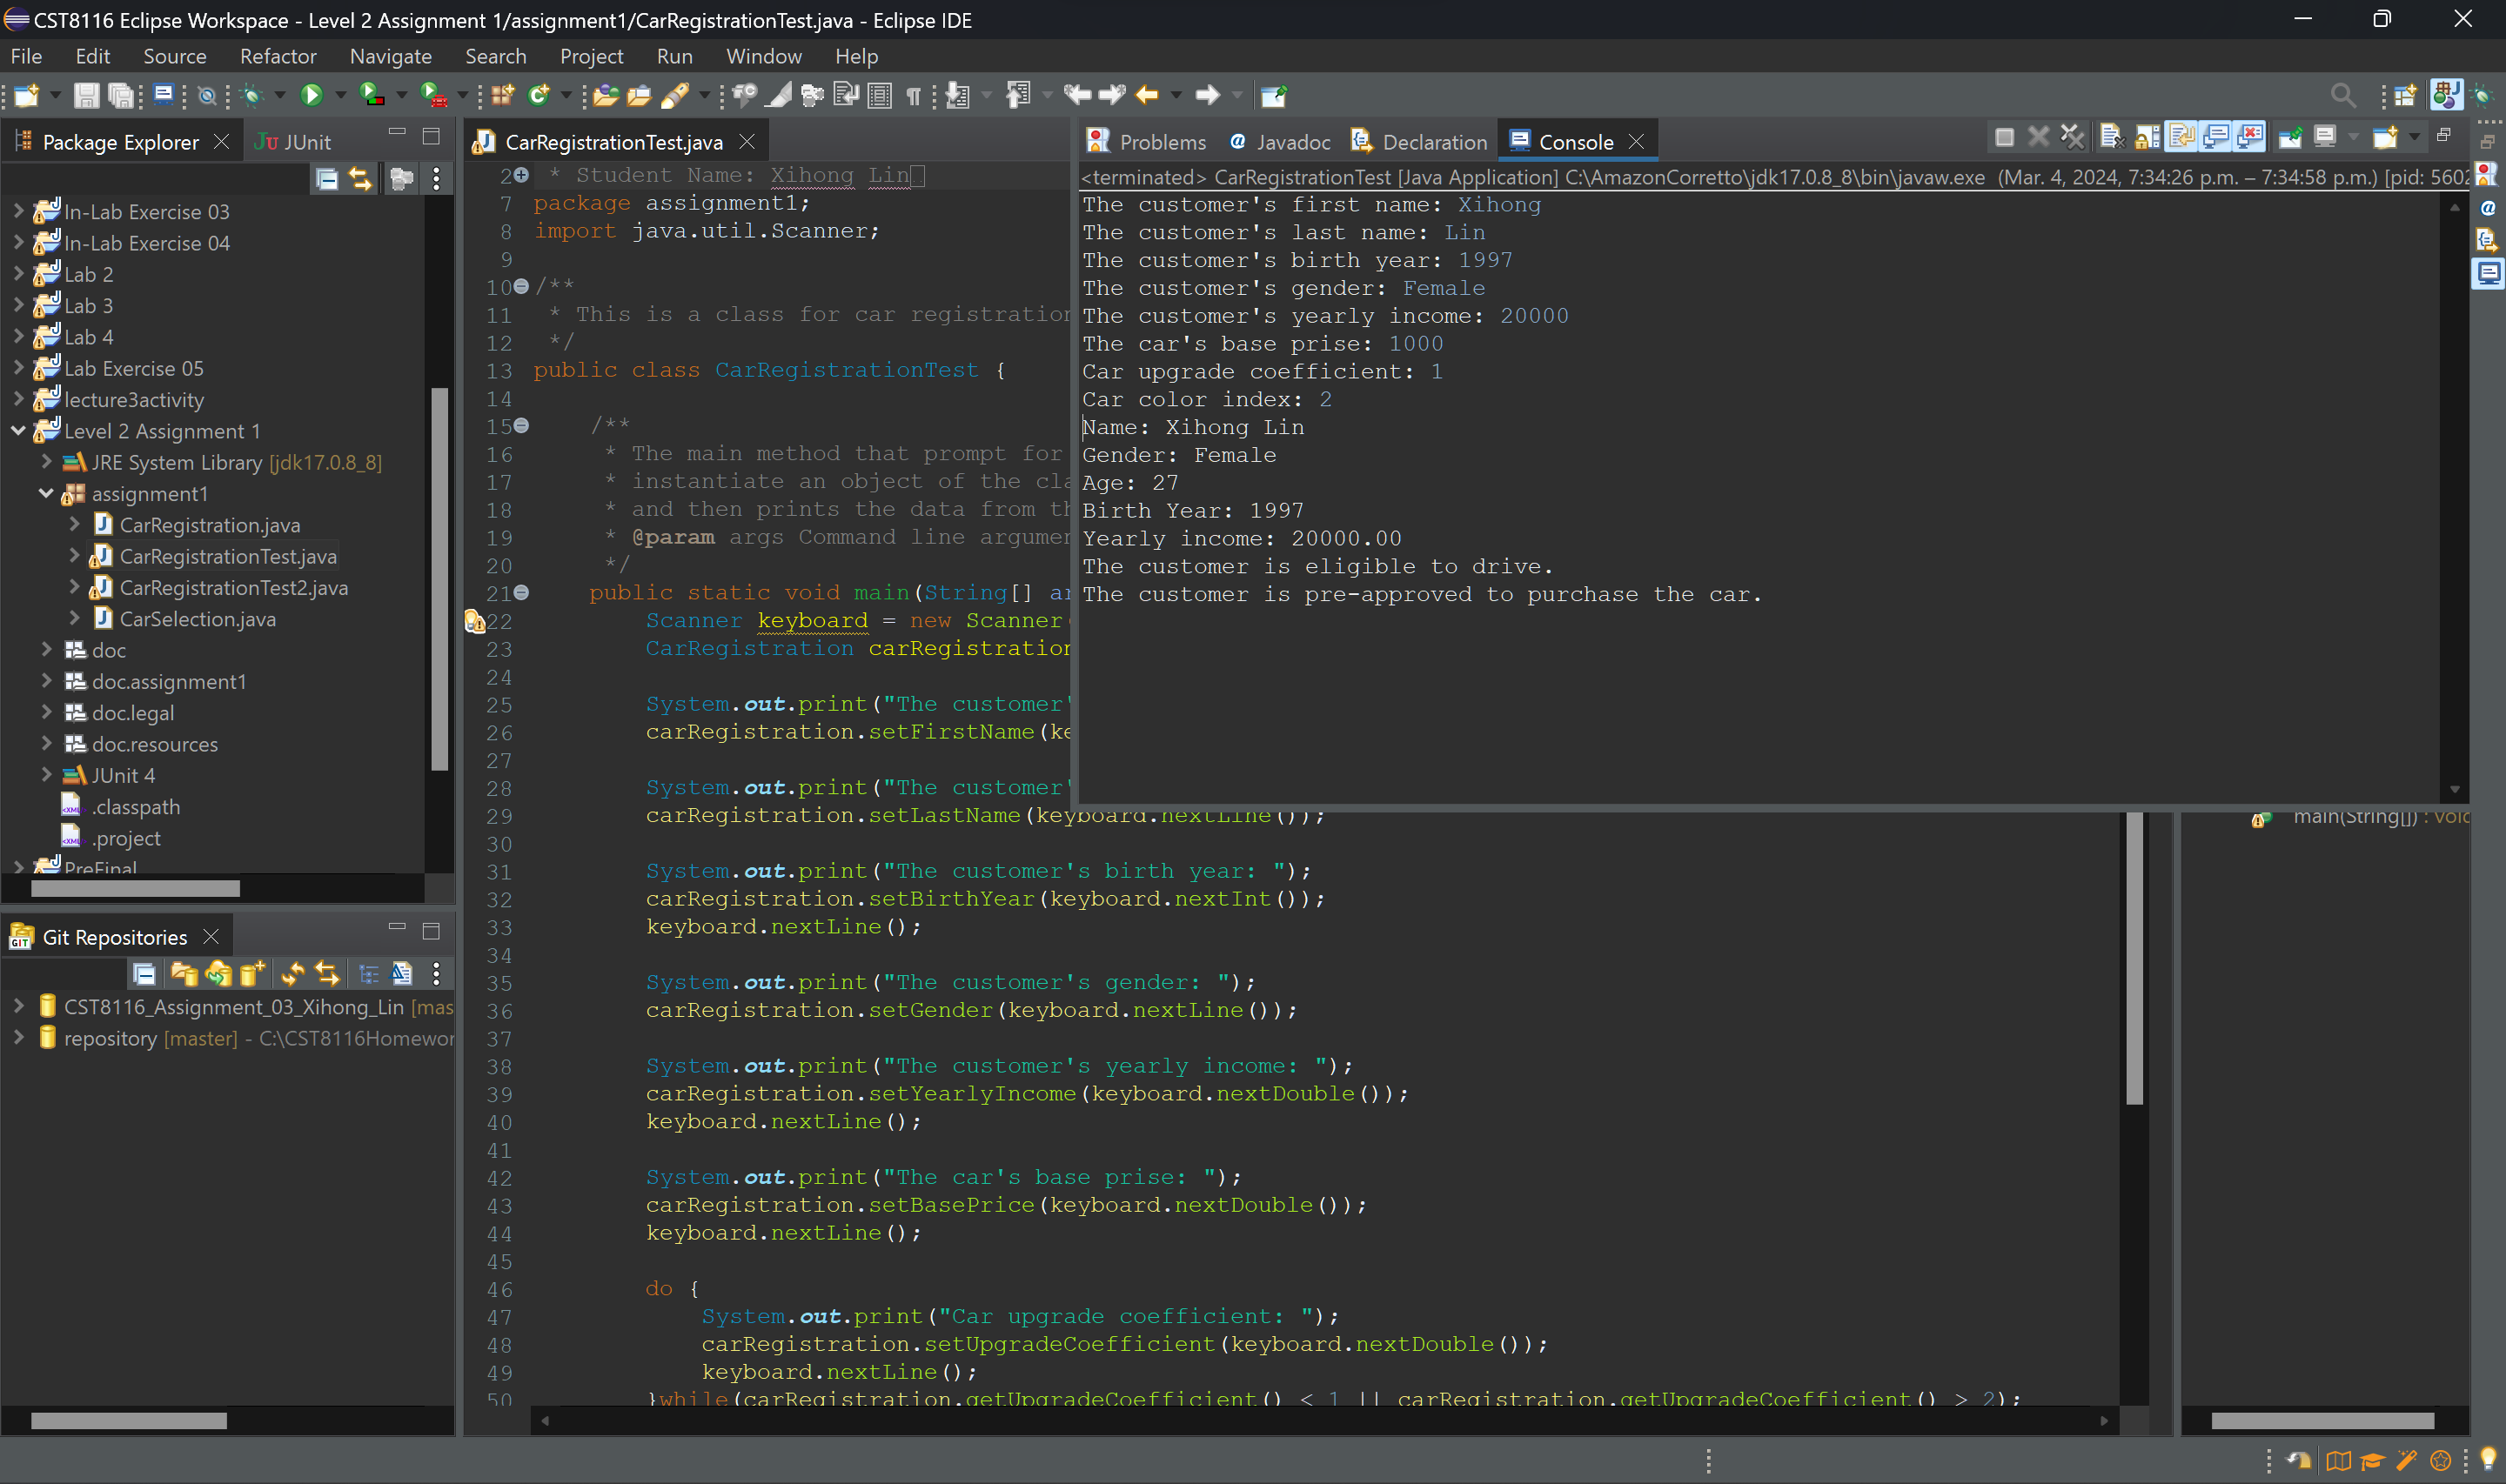 CST8116 Eclipse Workspace - Level 2 Assignment 1/assignment1/CarRegistrationTest.java - Eclipse IDE
File Edit Source Refactor Navigate Search Project Run Window Help
Package Explorer
JUnit
In-Lab Exercise 03
In-Lab Exercise 04
Lab 2
Lab 3
Lab 4
Lab Exercise 05
lecture3activity
Level 2 Assignment 1
JRE System Library [jdk17.0.8_8]
assignment1
CarRegistration.java
CarRegistrationTest.java
CarRegistrationTest2.java
CarSelection.java
doc
doc.assignment1
doc.legal
doc.resources
JUnit 4
.classpath
.project
PreFinal
Git Repositories
CST8116_Assignment_03_Xihong_Lin [mas
repository [master] - C:\CST8116Homewor
CarRegistrationTest.java
2 * Student Name: Xihong Lin
7 package assignment1;
8 import java.util.Scanner;
9
10 /**
11 * This is a class for car registration
12 */
13 public class CarRegistrationTest {
14
15 /**
16 * The main method that prompt for
17 * instantiate an object of the cla
18 * and then prints the data from th
19 * @param args Command line argumen
20 */
21 public static void main(String[] ar
22 Scanner keyboard = new Scanner(
23 CarRegistration carRegistration
24
25 System.out.print("The customer'
26 carRegistration.setFirstName(ke
27
28 System.out.print("The customer'
29 carRegistration.setLastName(keyboard.nextLine());
30
31 System.out.print("The customer's birth year: ");
32 carRegistration.setBirthYear(keyboard.nextInt());
33 keyboard.nextLine();
34
35 System.out.print("The customer's gender: ");
36 carRegistration.setGender(keyboard.nextLine());
37
38 System.out.print("The customer's yearly income: ");
39 carRegistration.setYearlyIncome(keyboard.nextDouble());
40 keyboard.nextLine();
41
42 System.out.print("The car's base prise: ");
43 carRegistration.setBasePrice(keyboard.nextDouble());
44 keyboard.nextLine();
45
46 do {
47 System.out.print("Car upgrade coefficient: ");
48 carRegistration.setUpgradeCoefficient(keyboard.nextDouble());
49 keyboard.nextLine();
50 }while(carRegistration.getUpgradeCoefficient() < 1 || carRegistration.getUpgradeCoefficient() > 2);
Problems Javadoc Declaration Console
<terminated> CarRegistrationTest [Java Application] C:\AmazonCorretto\jdk17.0.8_8\bin\javaw.exe (Mar. 4, 2024, 7:34:26 p.m. – 7:34:58 p.m.) [pid: 5602
The customer's first name: Xihong
The customer's last name: Lin
The customer's birth year: 1997
The customer's gender: Female
The customer's yearly income: 20000
The car's base prise: 1000
Car upgrade coefficient: 1
Car color index: 2
Name: Xihong Lin
Gender: Female
Age: 27
Birth Year: 1997
Yearly income: 20000.00
The customer is eligible to drive.
The customer is pre-approved to purchase the car.
main(String[]) : void